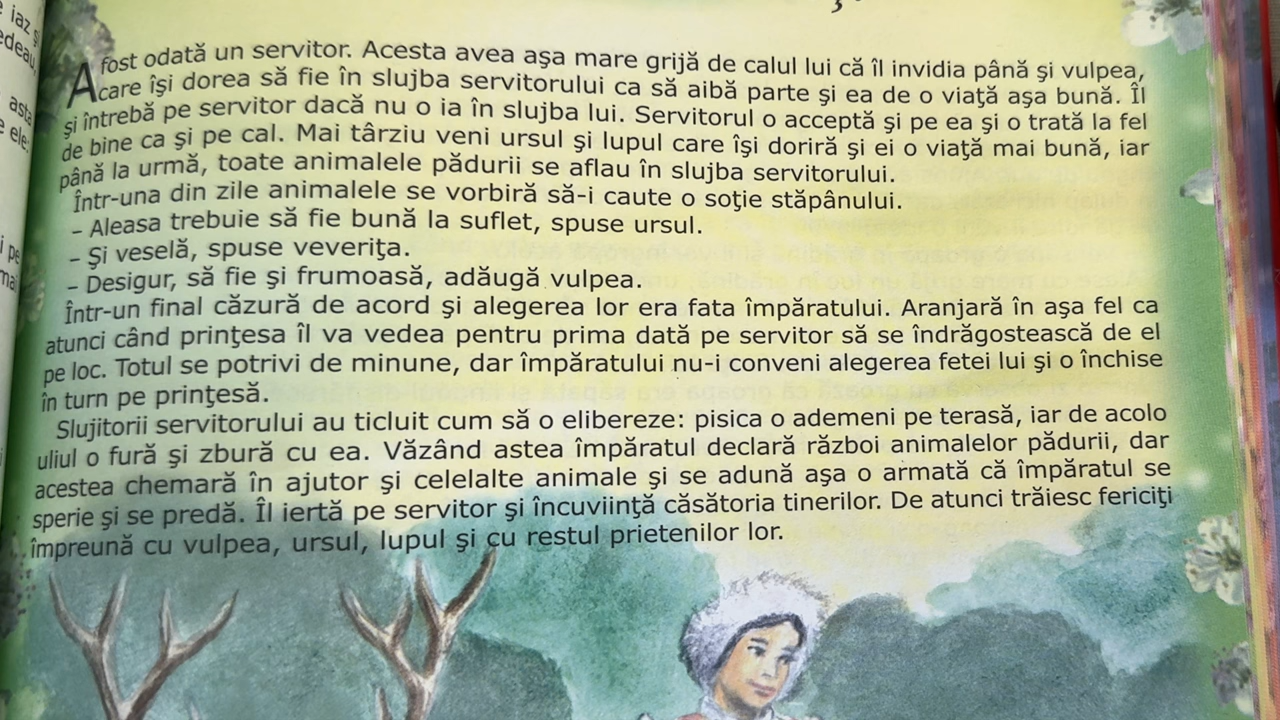 iaz ş
edeau,
asta
e ele:
i pe
mai
A fost odată un servitor. Acesta avea aşa mare grijă de calul lui că îl invidia până şi vulpea,
care îşi dorea să fie în slujba servitorului ca să aibă parte şi ea de o viaţă aşa bună. Îl
şi întrebă pe servitor dacă nu o ia în slujba lui. Servitorul o acceptă şi pe ea şi o trată la fel
de bine ca şi pe cal. Mai târziu veni ursul şi lupul care îşi doriră şi ei o viaţă mai bună, iar
până la urmă, toate animalele pădurii se aflau în slujba servitorului.
Într-una din zile animalele se vorbiră să-i caute o soţie stăpânului.
– Aleasa trebuie să fie bună la suflet, spuse ursul.
– Şi veselă, spuse veveriţa.
– Desigur, să fie şi frumoasă, adăugă vulpea.
Într-un final căzură de acord şi alegerea lor era fata împăratului. Aranjară în aşa fel ca
atunci când prinţesa îl va vedea pentru prima dată pe servitor să se îndrăgostească de el
pe loc. Totul se potrivi de minune, dar împăratului nu-i conveni alegerea fetei lui şi o închise
în turn pe prinţesă.
Slujitorii servitorului au ticluit cum să o elibereze: pisica o ademeni pe terasă, iar de acolo
uliul o fură şi zbură cu ea. Văzând astea împăratul declară război animalelor pădurii, dar
acestea chemară în ajutor şi celelalte animale şi se adună aşa o armată că împăratul se
sperie şi se predă. Îl iertă pe servitor şi încuviinţă căsătoria tinerilor. De atunci trăiesc fericiţi
împreună cu vulpea, ursul, lupul şi cu restul prietenilor lor.